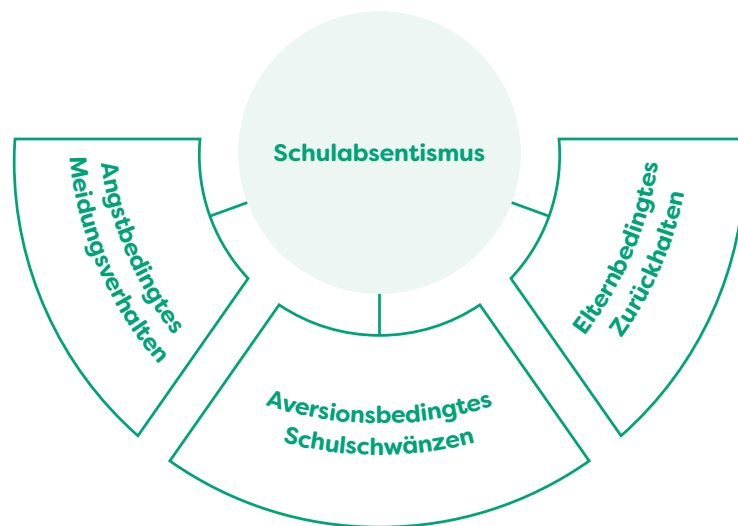 Schulabsentismus
Angstbedingtes
Meidungsverhalten
Aversionsbedingtes
Schulschwänzen
Elternbedingtes
Zurückhalten